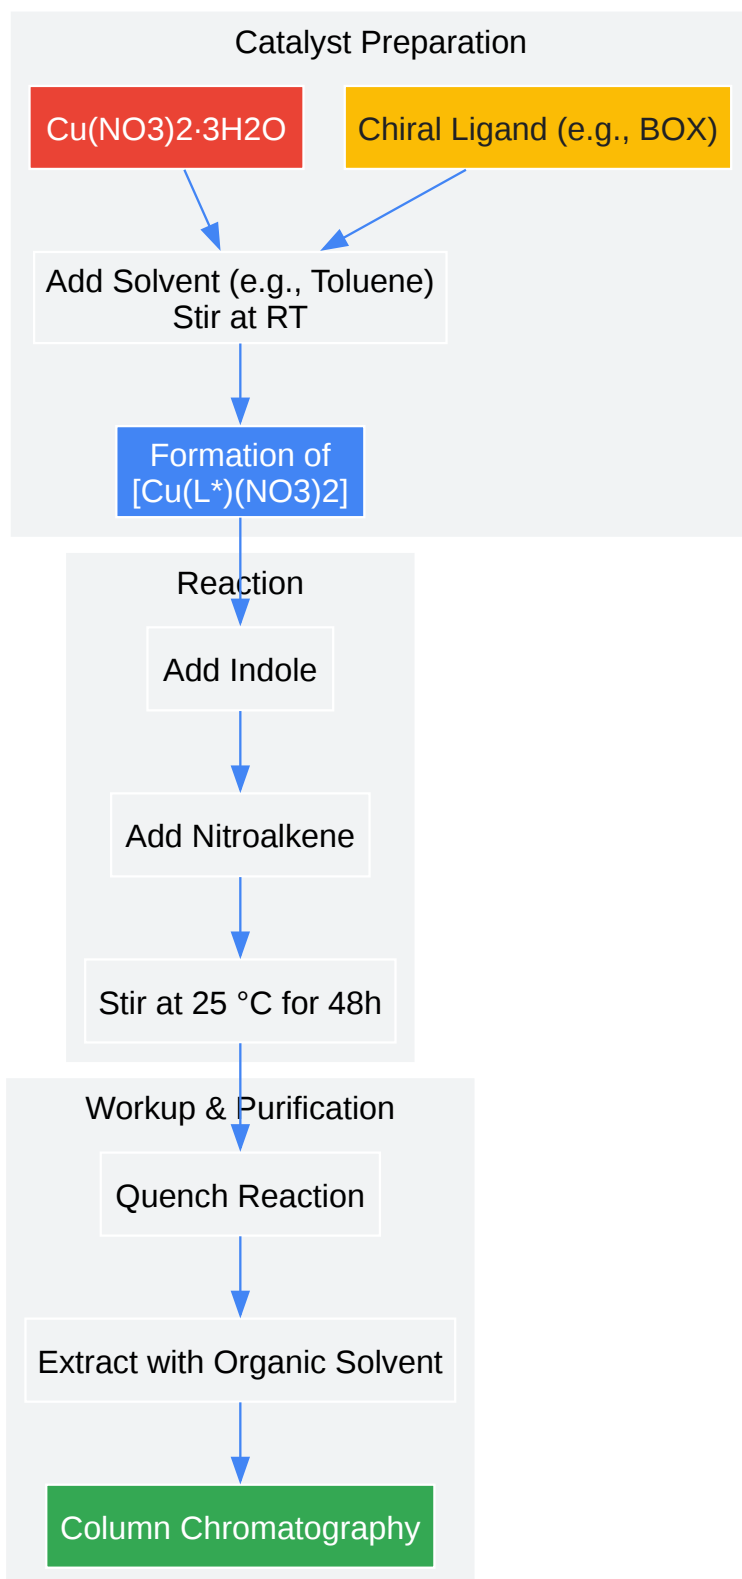 Catalyst Preparation
Cu(NO3)2·3H2O
Chiral Ligand (e.g., BOX)
Add Solvent (e.g., Toluene)
Stir at RT
Formation of
[Cu(L*)(NO3)2]
Reaction
Add Indole
Add Nitroalkene
Stir at 25 °C for 48h
Workup & Purification
Quench Reaction
Extract with Organic Solvent
Column Chromatography